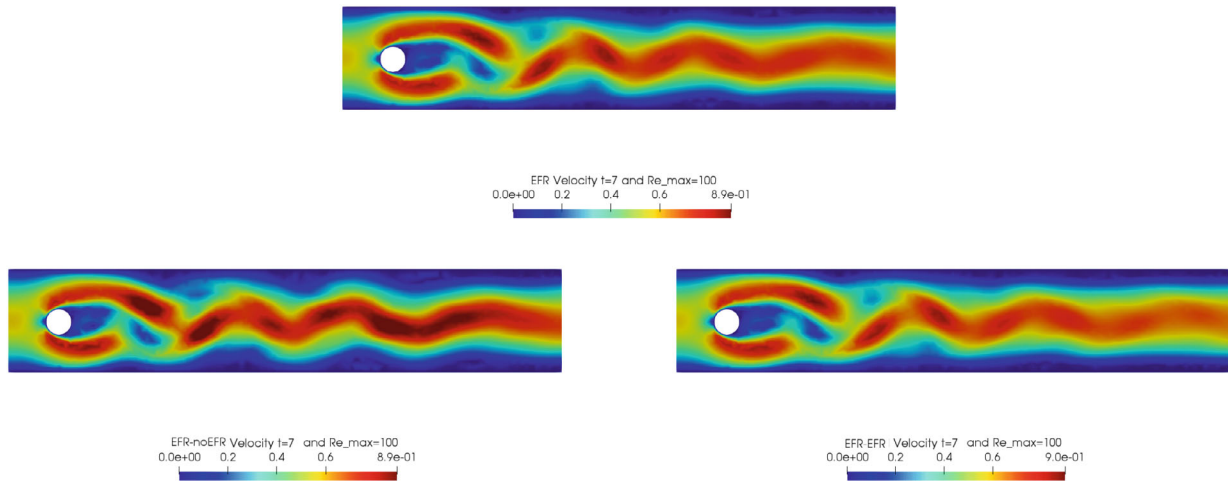 EFR Velocity t=7 and Re_max=100
0.0e+00 0.2 0.4 0.6 8.9e-01
EFR-noEFR Velocity t=7 and Re_max=100
0.0e+00 0.2 0.4 0.6 8.9e-01
EFR-EFR Velocity t=7 and Re_max=100
0.0e+00 0.2 0.4 0.6 9.0e-01